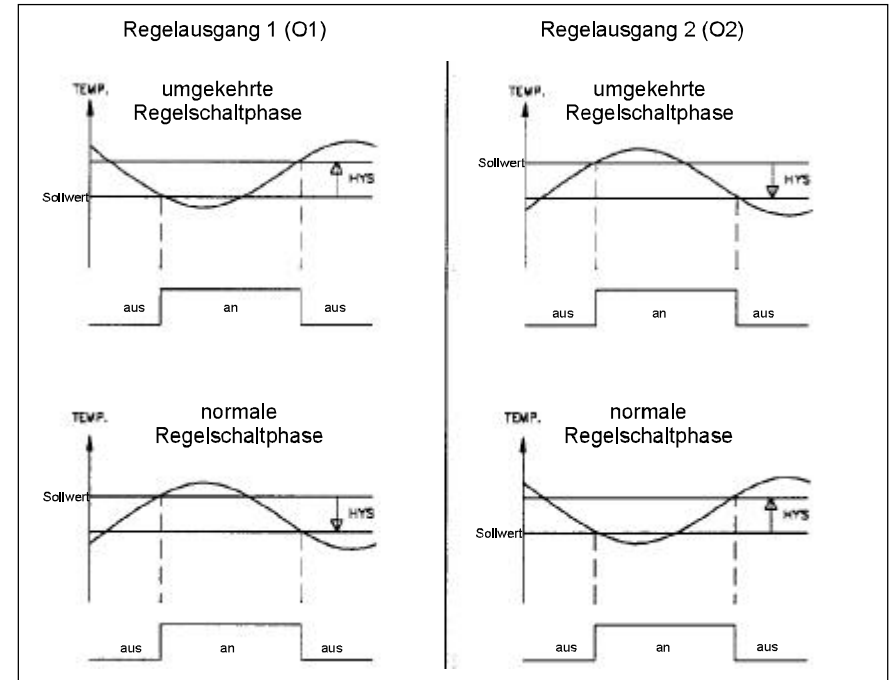 Regelausgang 1 (O1)
Regelausgang 2 (O2)
TEMP.
umgekehrte
Regelschaltphase
Sollwert
HYS
aus
an
aus
TEMP.
umgekehrte
Regelschaltphase
Sollwert
HYS
aus
an
aus
TEMP.
normale
Regelschaltphase
Sollwert
HYS
aus
an
aus
TEMP.
normale
Regelschaltphase
Sollwert
HYS
aus
an
aus